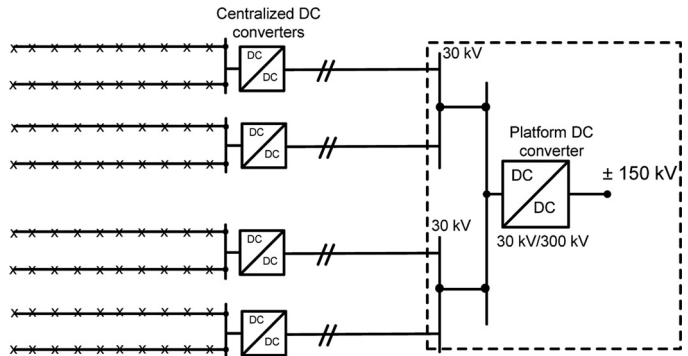 Centralized DC
converters
30 kV
DC
DC
DC
DC
Platform DC
converter
DC
DC
± 150 kV
30 kV/300 kV
30 kV
DC
DC
DC
DC